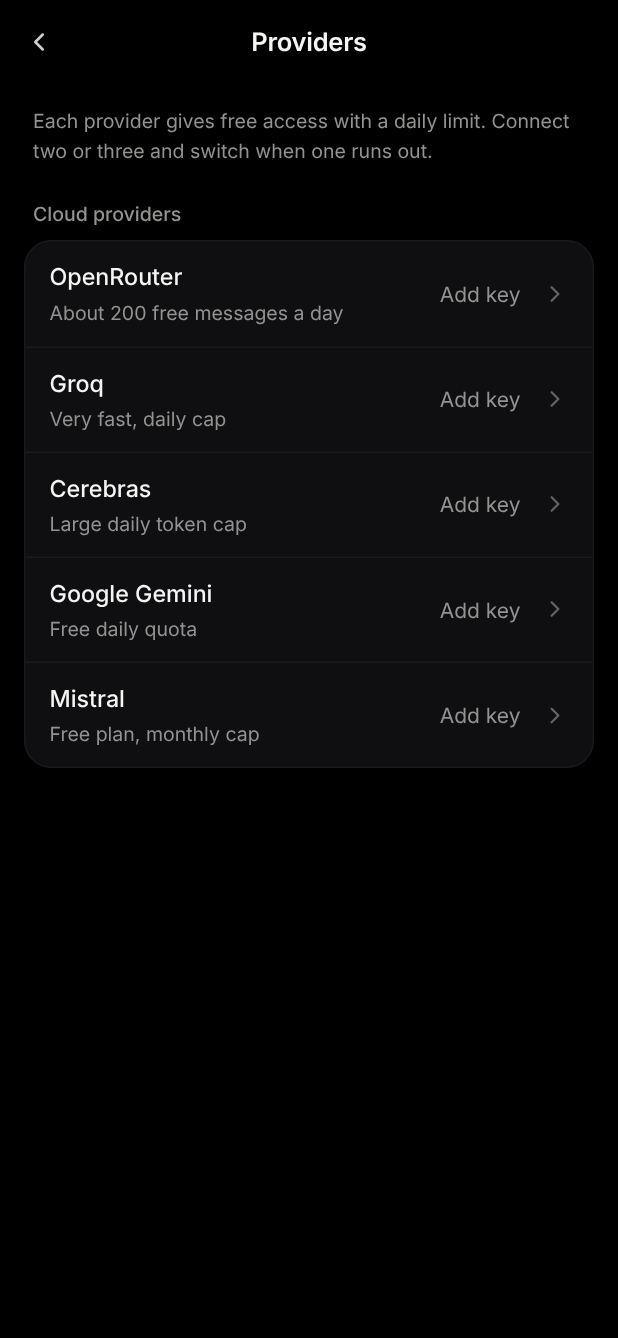 Providers
Each provider gives free access with a daily limit. Connect
two or three and switch when one runs out.
Cloud providers
OpenRouter
About 200 free messages a day
Add key
Groq
Very fast, daily cap
Add key
Cerebras
Large daily token cap
Add key
Google Gemini
Free daily quota
Add key
Mistral
Free plan, monthly cap
Add key